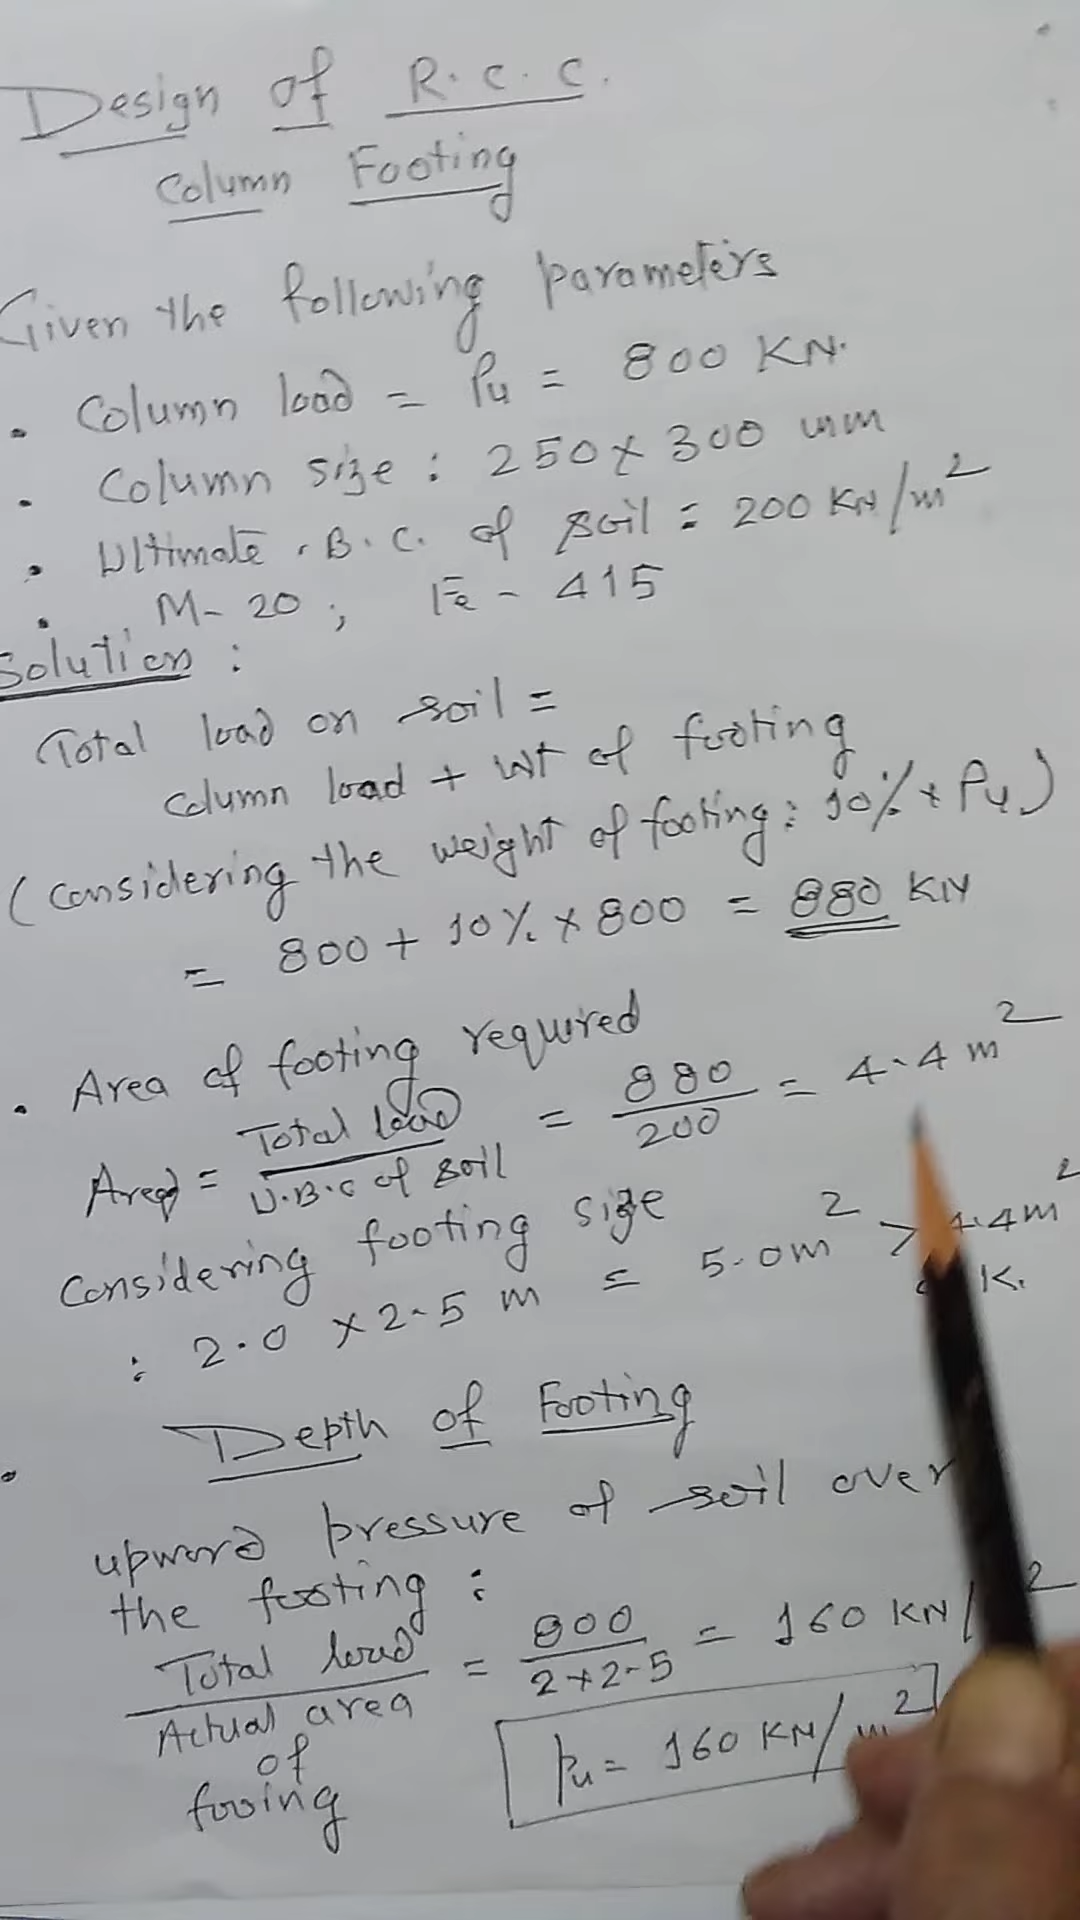 Design of R.C.C.
Column Footing
Given the following parameters
• Column load = Pu = 800 KN.
• Column size : 250 x 300 mm
• Ultimate . B. C. of soil = 200 KN/m²
• M-20 ; Fe - 415
Solution :
Total load on soil =
Column load + Wt of footing
(Considering the weight of footing : 10% x Pu)
= 800 + 10% x 800 = 880 KN
• Area of footing required
Areqd = Total load / U.B.C of soil = 880 / 200 = 4.4 m²
Considering footing size
: 2.0 x 2.5 m = 5.0 m² > 4.4 m²
K.
• Depth of Footing
upward pressure of soil over
the footing :
Total load / Actual area of fooing = 800 / 2 x 2.5 = 160 KN/ 2
Pu = 160 KN/m²